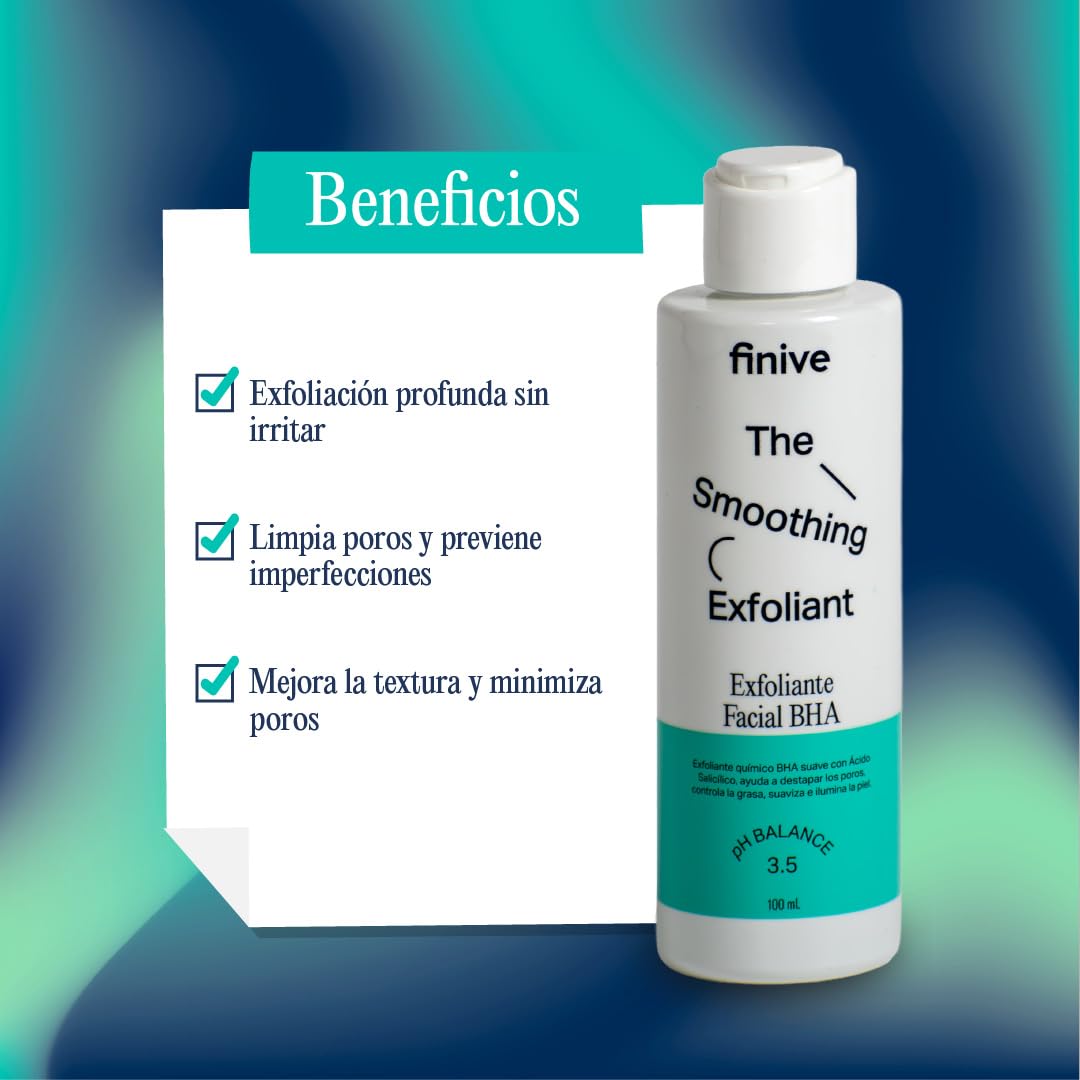 Beneficios
Exfoliación profunda sin
irritar
Limpia poros y previene
imperfecciones
Mejora la textura y minimiza
poros
finive
The
Smoothing
Exfoliant
Exfoliante
Facial BHA
Exfoliante químico BHA suave con Ácido
Salicílico, ayuda a destapar los poros,
controla la grasa, suaviza e ilumina la piel.
pH BALANCE
3.5
100 ml.